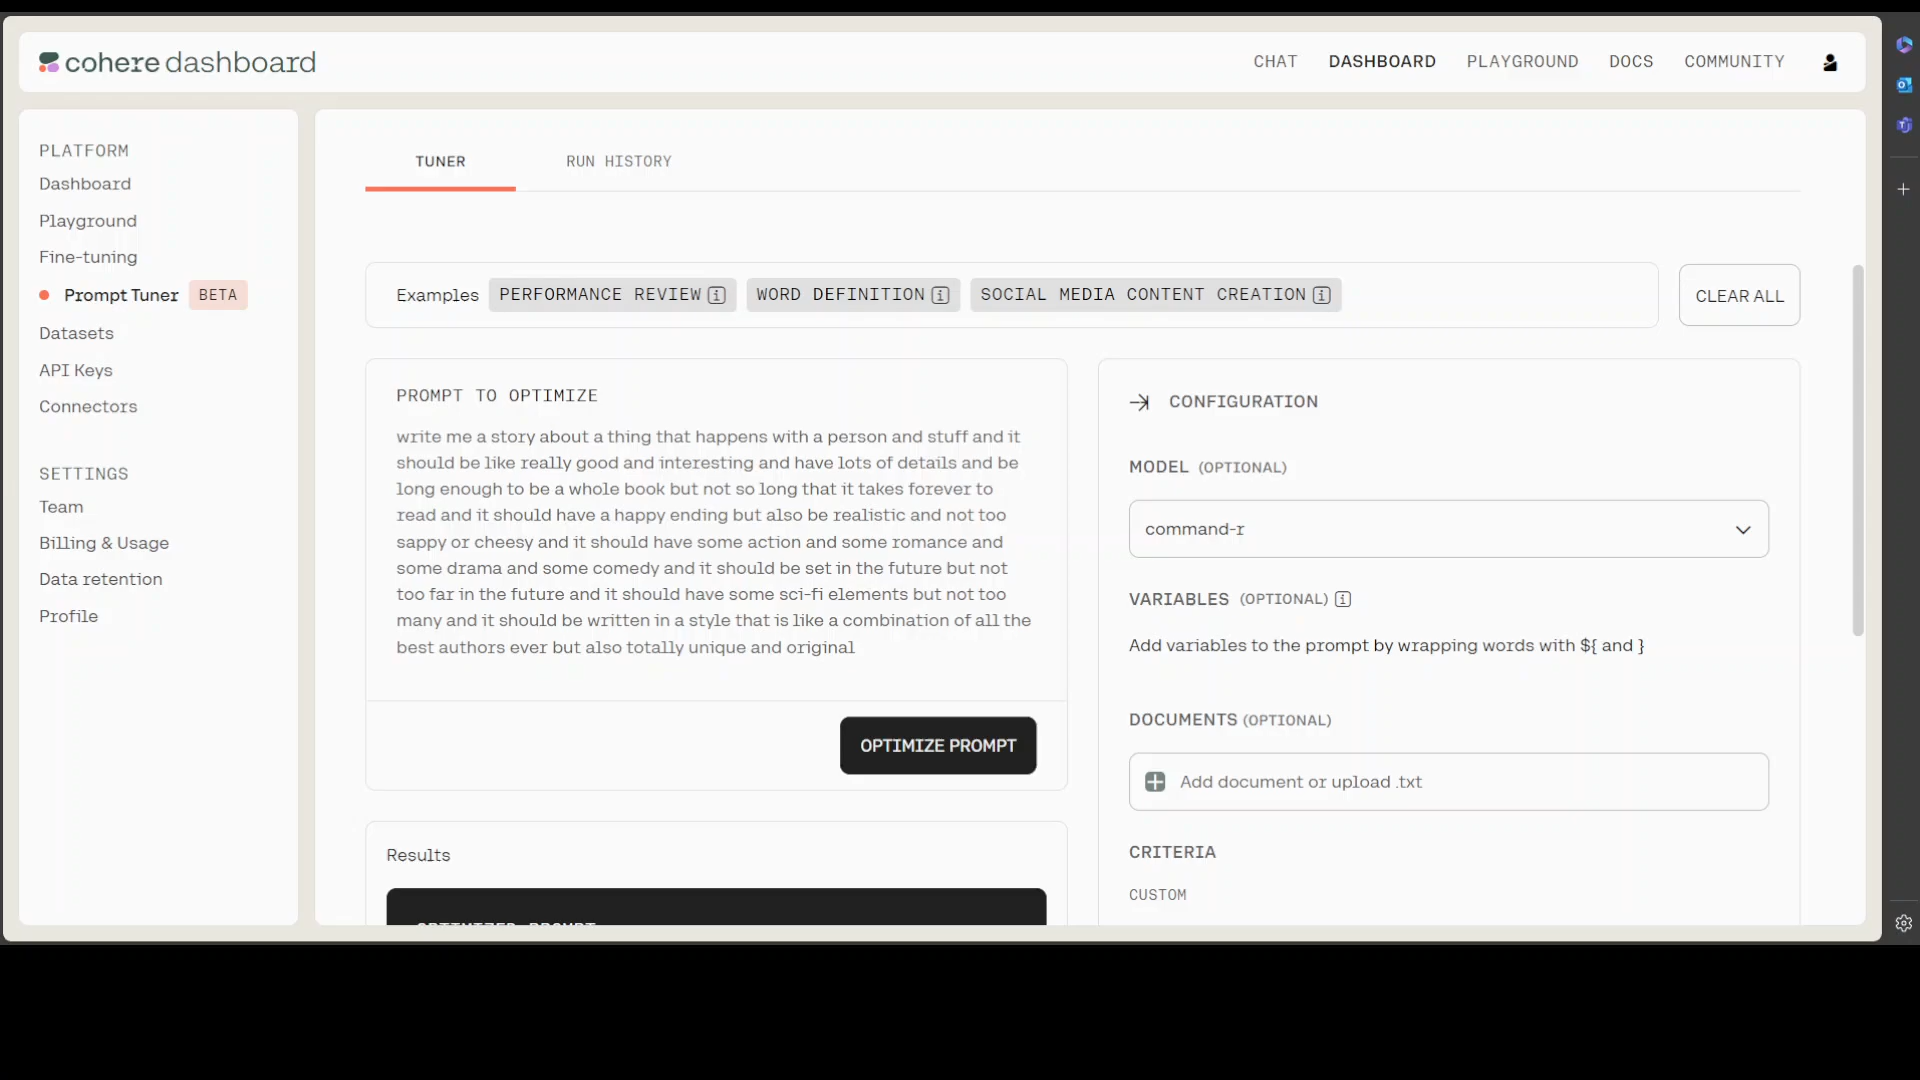 cohere dashboard
CHAT DASHBOARD PLAYGROUND DOCS COMMUNITY
PLATFORM
Dashboard
Playground
Fine-tuning
Prompt Tuner BETA
Datasets
API Keys
Connectors
SETTINGS
Team
Billing & Usage
Data retention
Profile
TUNER RUN HISTORY
Examples PERFORMANCE REVIEW WORD DEFINITION SOCIAL MEDIA CONTENT CREATION
CLEAR ALL
PROMPT TO OPTIMIZE
write me a story about a thing that happens with a person and stuff and it
should be like really good and interesting and have lots of details and be
long enough to be a whole book but not so long that it takes forever to
read and it should have a happy ending but also be realistic and not too
sappy or cheesy and it should have some action and some romance and
some drama and some comedy and it should be set in the future but not
too far in the future and it should have some sci-fi elements but not too
many and it should be written in a style that is like a combination of all the
best authors ever but also totally unique and original
OPTIMIZE PROMPT
Results
OPTIMIZED PROMPT
CONFIGURATION
MODEL (OPTIONAL)
command-r
VARIABLES (OPTIONAL)
Add variables to the prompt by wrapping words with ${ and }
DOCUMENTS (OPTIONAL)
Add document or upload .txt
CRITERIA
CUSTOM